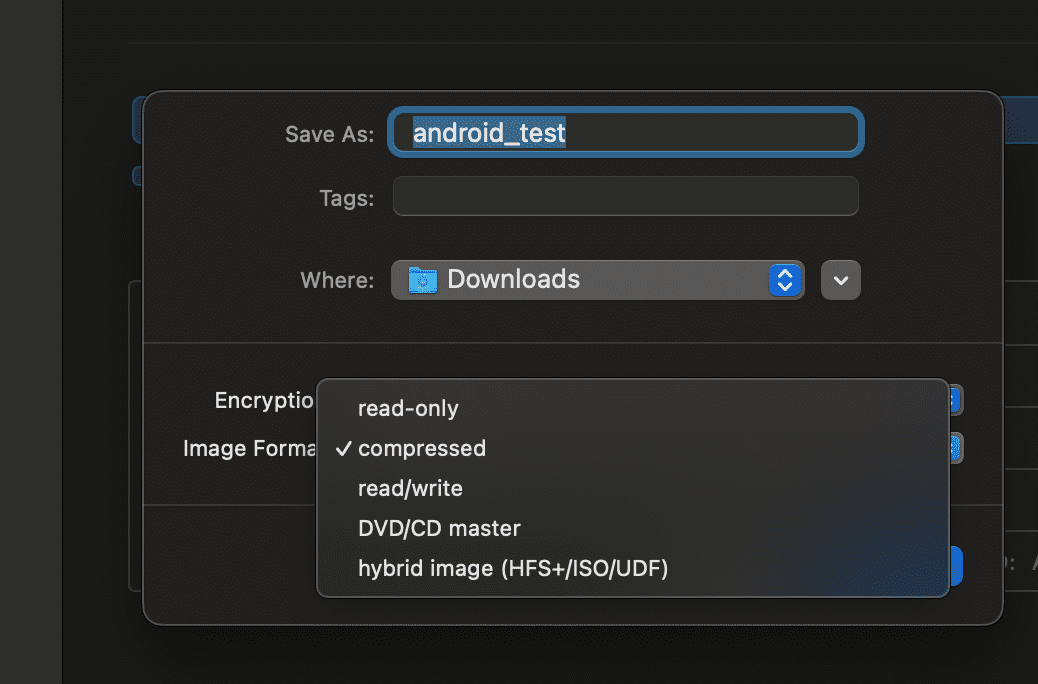 Save As: android_test
Tags:
Where: Downloads
Encryptio
read-only
Image Forma
✓ compressed
read/write
DVD/CD master
hybrid image (HFS+/ISO/UDF)